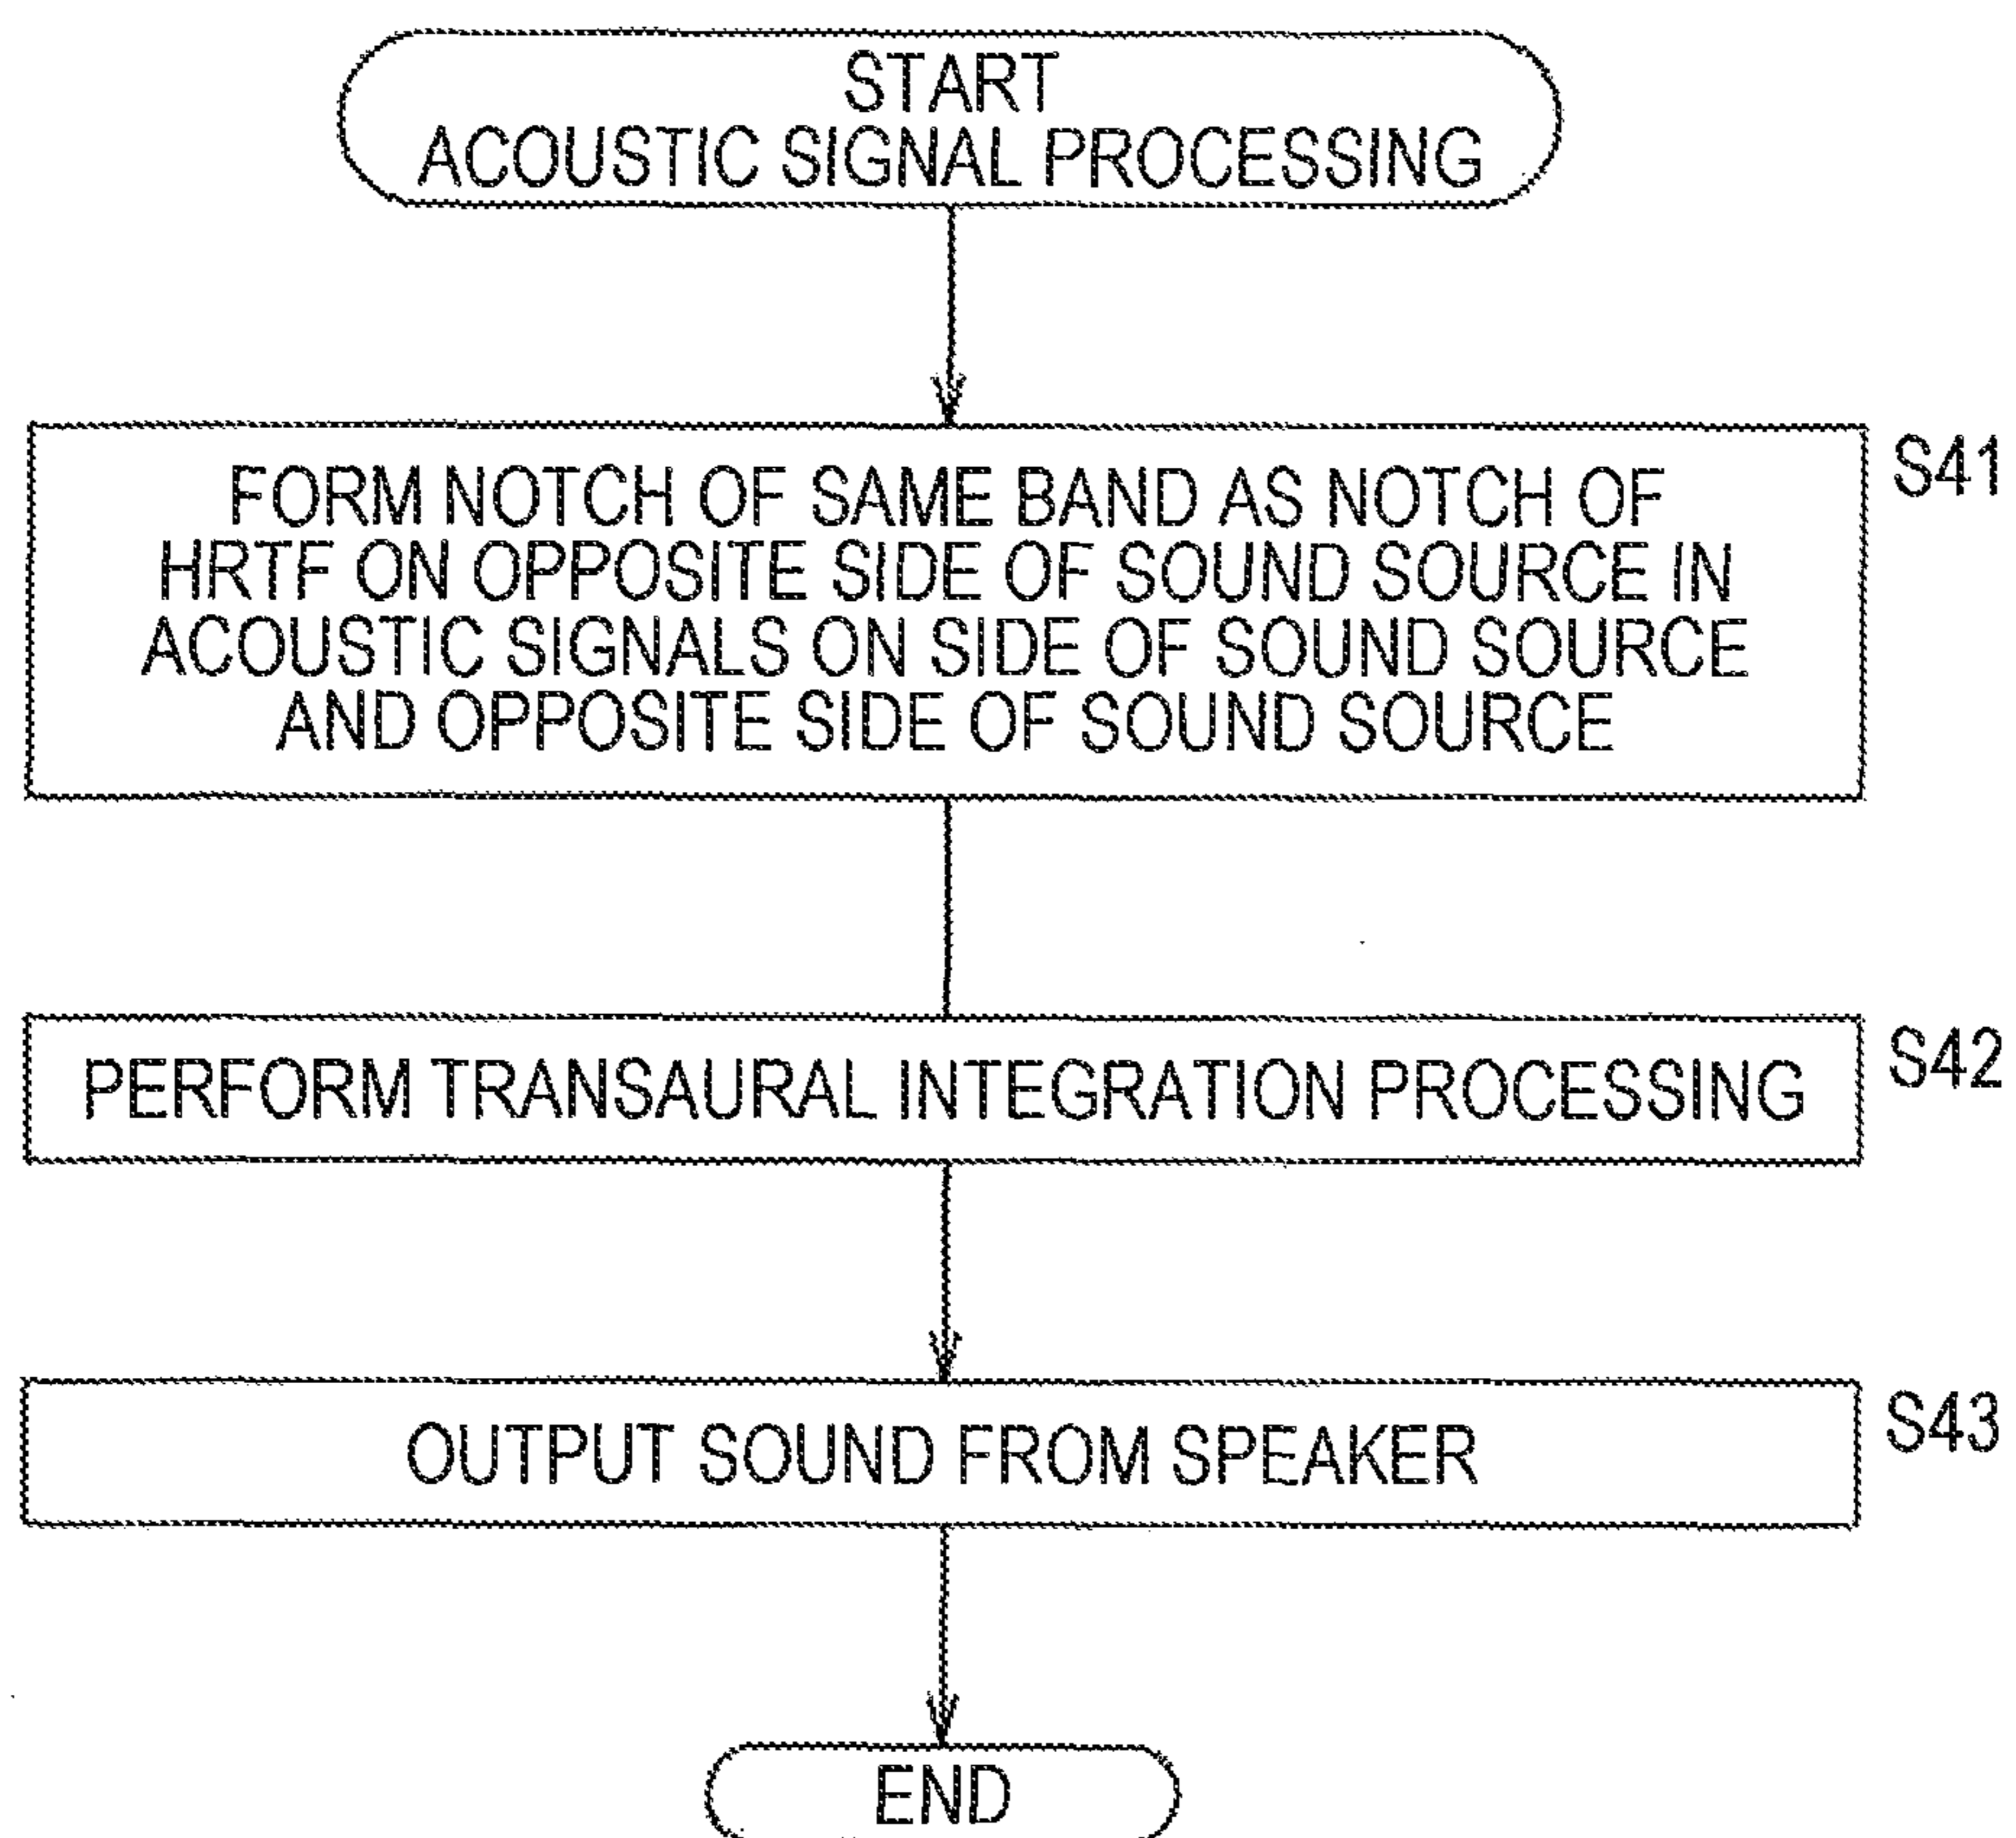 START
ACOUSTIC SIGNAL PROCESSING
FORM NOTCH OF SAME BAND AS NOTCH OF
HRTF ON OPPOSITE SIDE OF SOUND SOURCE IN
ACOUSTIC SIGNALS ON SIDE OF SOUND SOURCE
AND OPPOSITE SIDE OF SOUND SOURCE
S41
PERFORM TRANSAURAL INTEGRATION PROCESSING
S42
OUTPUT SOUND FROM SPEAKER
S43
END